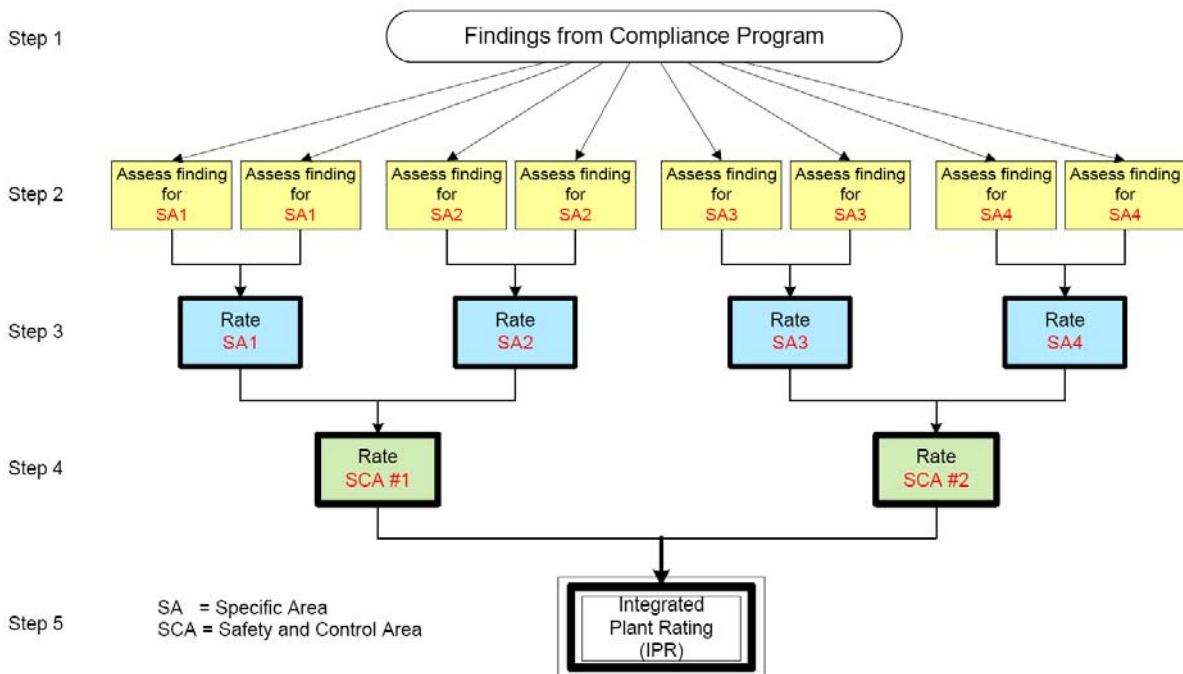 Step 1
Findings from Compliance Program
Step 2
Assess finding
for
SA1
Assess finding
for
SA1
Assess finding
for
SA2
Assess finding
for
SA2
Assess finding
for
SA3
Assess finding
for
SA3
Assess finding
for
SA4
Assess finding
for
SA4
Step 3
Rate
SA1
Rate
SA2
Rate
SA3
Rate
SA4
Step 4
Rate
SCA #1
Rate
SCA #2
Step 5
SA = Specific Area
SCA = Safety and Control Area
Integrated
Plant Rating
(IPR)